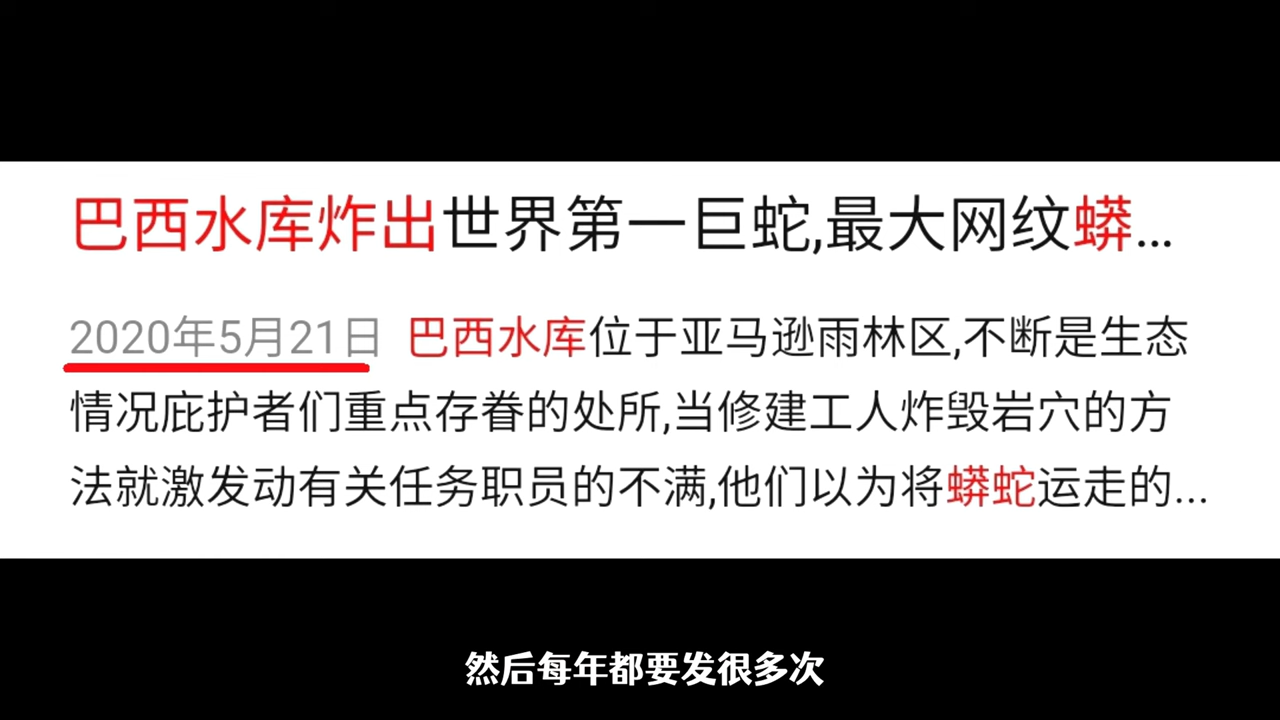 巴西水库炸出世界第一巨蛇,最大网纹蟒...
2020年5月21日 巴西水库位于亚马逊雨林区,不断是生态
情况庇护者们重点存眷的处所,当修建工人炸毁岩穴的方
法就激发动有关任务职员的不满,他们以为将蟒蛇运走的...
然后每年都要发很多次